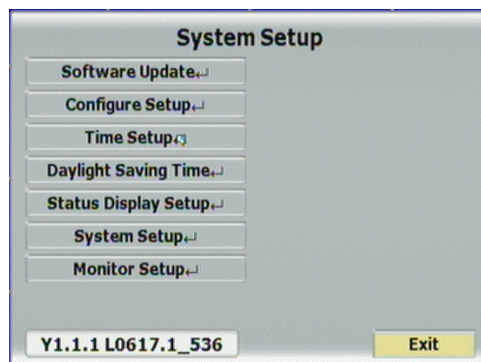 System Setup
Software Update↵
Configure Setup↵
Time Setup
Daylight Saving Time↵
Status Display Setup↵
System Setup↵
Monitor Setup↵
Y1.1.1 L0617.1_536
Exit